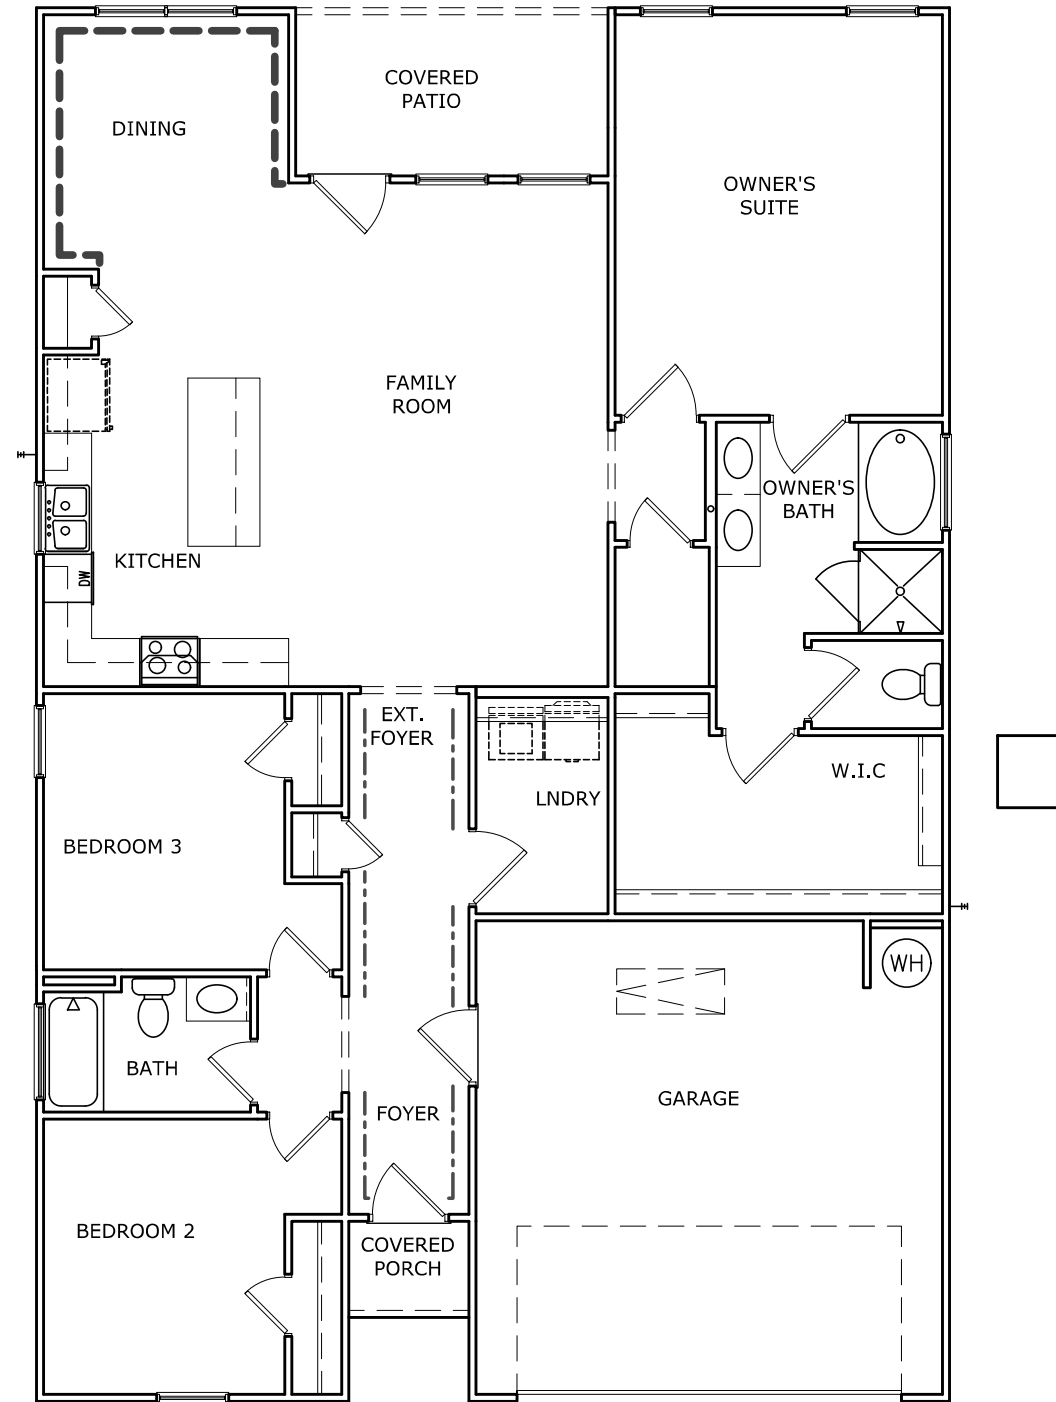 COVERED
PATIO
DINING
OWNER'S
SUITE
FAMILY
ROOM
OWNER'S
BATH
KITCHEN
DW
EXT.
FOYER
W.I.C
LNDRY
BEDROOM 3
WH
BATH
GARAGE
FOYER
BEDROOM 2
COVERED
PORCH